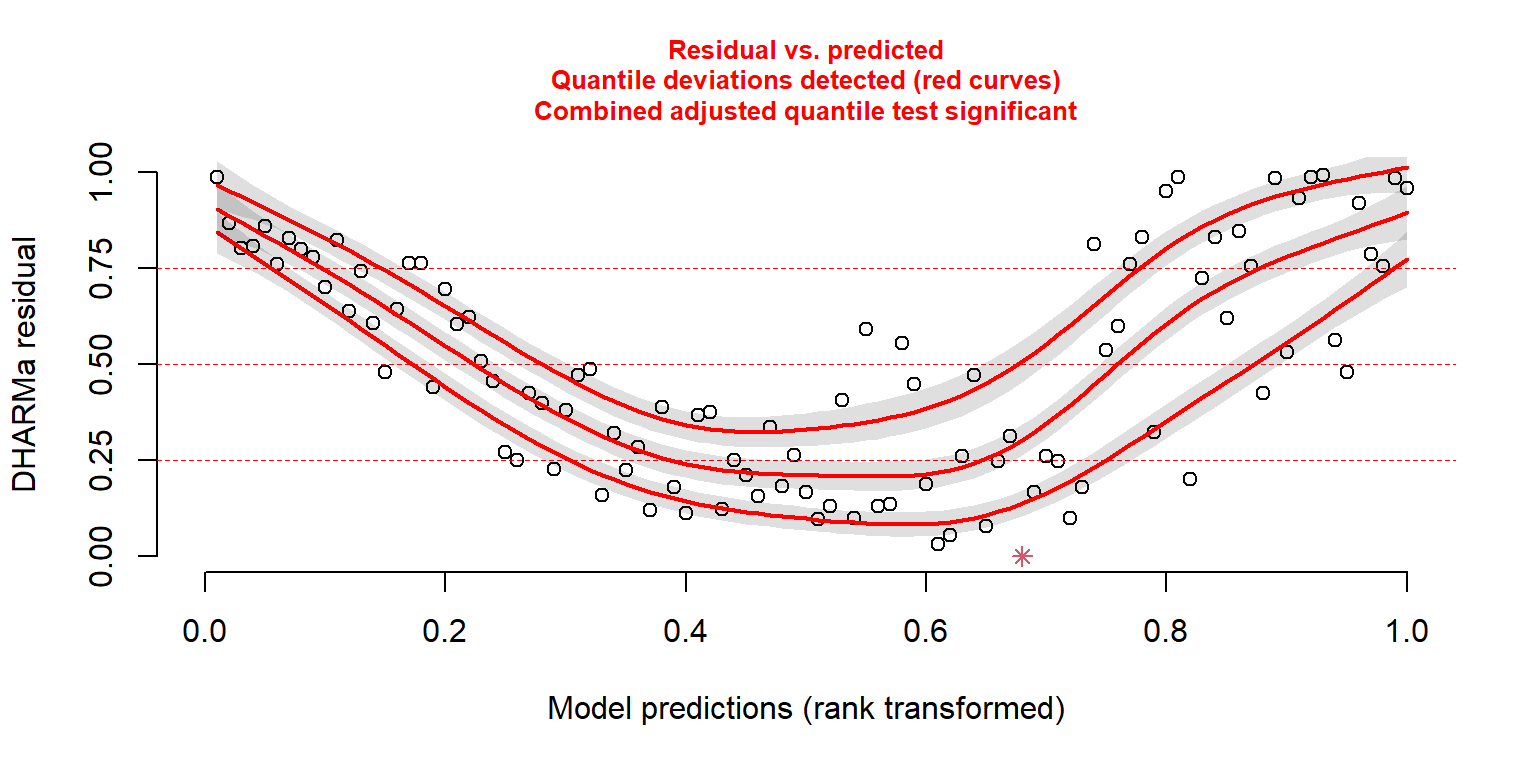 Residual vs. predicted
Quantile deviations detected (red curves)
Combined adjusted quantile test significant
DHARMa residual
1.00
0.75
0.50
0.25
0.00
0.0 0.2 0.4 0.6 0.8 1.0
Model predictions (rank transformed)